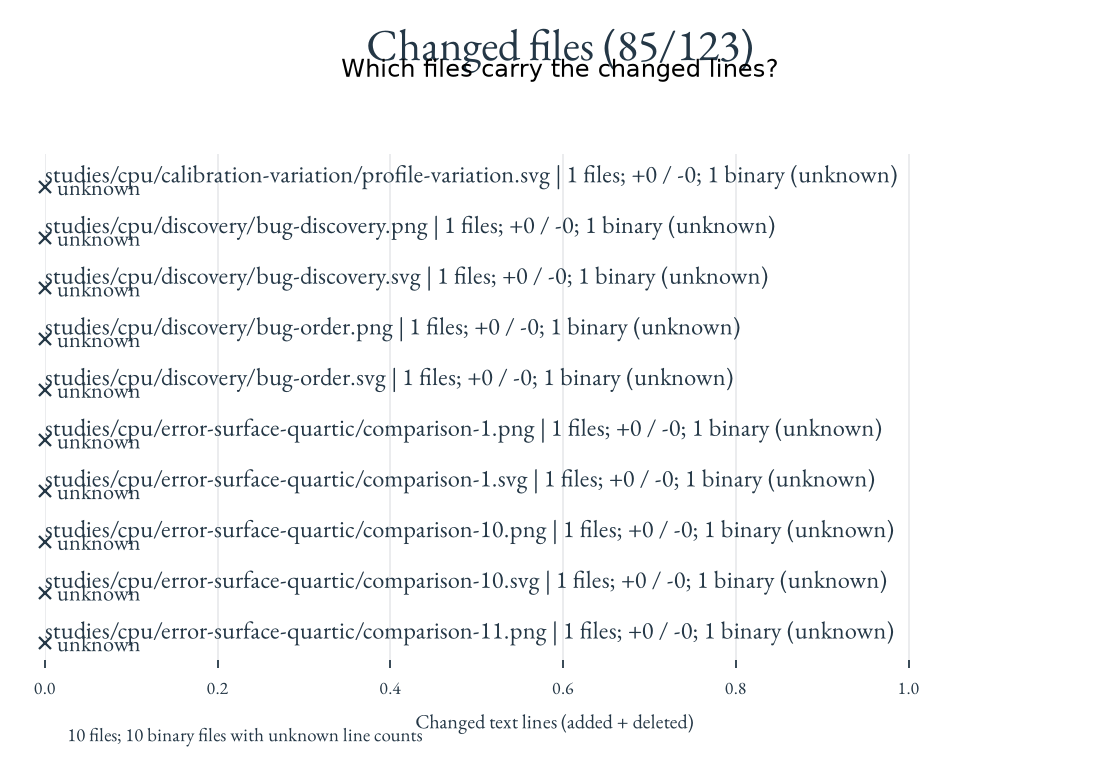 Changed files (85/123)
Which files carry the changed lines?
studies/cpu/calibration-variation/profile-variation.svg | 1 files; +0 / -0; 1 binary (unknown)
unknown
studies/cpu/discovery/bug-discovery.png | 1 files; +0 / -0; 1 binary (unknown)
unknown
studies/cpu/discovery/bug-discovery.svg | 1 files; +0 / -0; 1 binary (unknown)
unknown
studies/cpu/discovery/bug-order.png | 1 files; +0 / -0; 1 binary (unknown)
unknown
studies/cpu/discovery/bug-order.svg | 1 files; +0 / -0; 1 binary (unknown)
unknown
studies/cpu/error-surface-quartic/comparison-1.png | 1 files; +0 / -0; 1 binary (unknown)
unknown
studies/cpu/error-surface-quartic/comparison-1.svg | 1 files; +0 / -0; 1 binary (unknown)
unknown
studies/cpu/error-surface-quartic/comparison-10.png | 1 files; +0 / -0; 1 binary (unknown)
unknown
studies/cpu/error-surface-quartic/comparison-10.svg | 1 files; +0 / -0; 1 binary (unknown)
unknown
studies/cpu/error-surface-quartic/comparison-11.png | 1 files; +0 / -0; 1 binary (unknown)
unknown
0.0 0.2 0.4 0.6 0.8 1.0
Changed text lines (added + deleted)
10 files; 10 binary files with unknown line counts